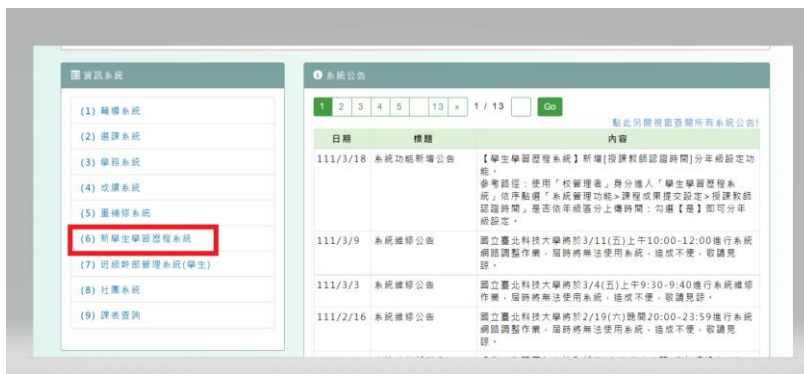 資訊系統
(1) 輔導系統
(2) 選課系統
(3) 學務系統
(4) 成績系統
(5) 重補修系統
(6) 新學生學習歷程系統
(7) 班級幹部管理系統(學生)
(8) 社團系統
(9) 課表查詢
系統公告
1 2 3 4 5 ... 13 » 1 / 13 Go
點此另開視窗查閱所有系統公告!
日期 標題 內容
111/3/18 系統功能新增公告 【學生學習歷程系統】新增[授課教師認證時間]分年級設定功
能。
參考路徑：使用「校管理者」身分進入「學生學習歷程系
統」依序點選「系統管理功能>課程成果提交設定>授課教師
認證時間」是否依年級區分上傳時間：勾選【是】即可分年
級設定。
111/3/9 系統維修公告 國立臺北科技大學將於3/11(五)上午10:00-12:00進行系統
網路調整作業，屆時將無法使用系統，造成不便，敬請見
諒。
111/3/3 系統維修公告 國立臺北科技大學將於3/4(五)上午9:30-9:40進行系統維修
作業，屆時將無法使用系統，造成不便，敬請見諒。
111/2/16 系統維修公告 國立臺北科技大學將於2/19(六)晚間20:00-23:59進行系統
網路調整作業，屆時將無法使用系統，造成不便，敬請見
諒。